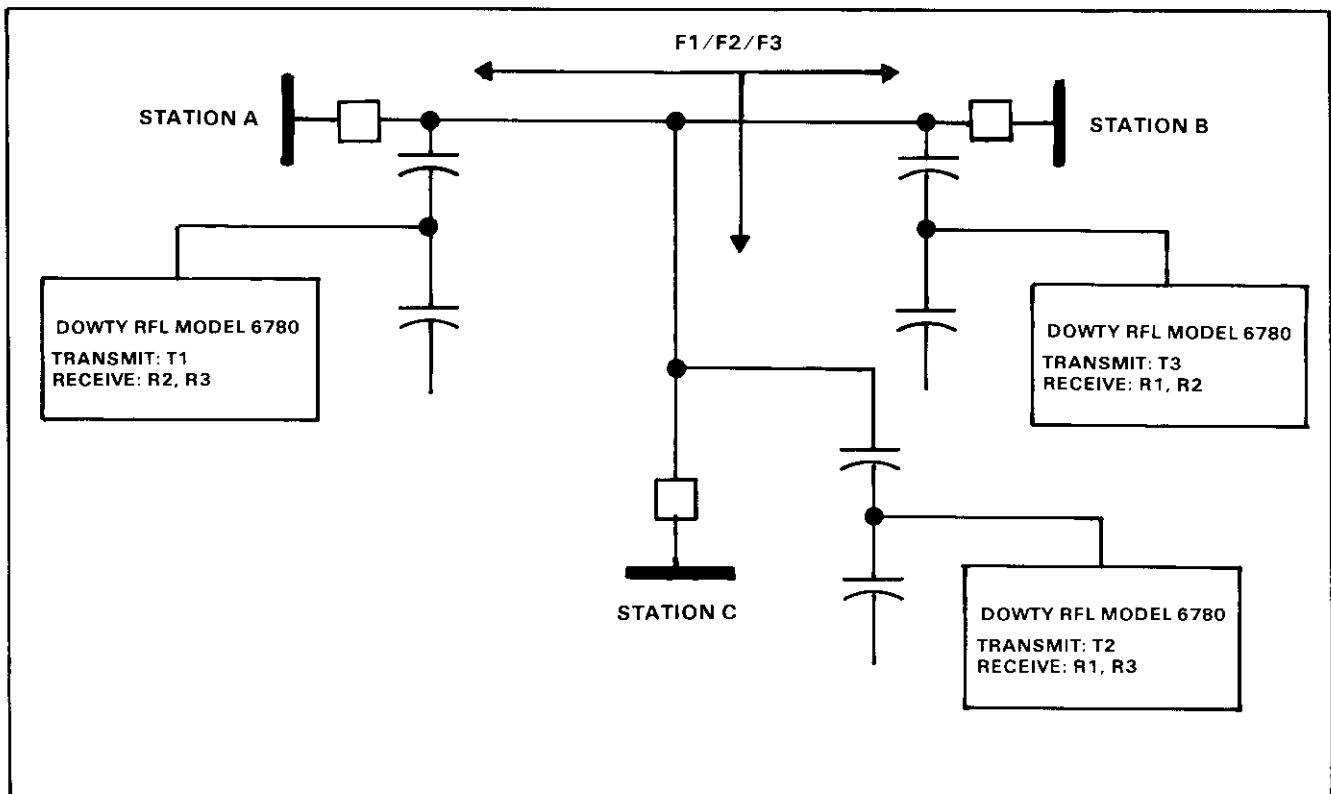 F1/F2/F3
STATION A
STATION B
DOWTY RFL MODEL 6780
TRANSMIT: T1
RECEIVE: R2, R3
DOWTY RFL MODEL 6780
TRANSMIT: T3
RECEIVE: R1, R2
STATION C
DOWTY RFL MODEL 6780
TRANSMIT: T2
RECEIVE: R1, R3